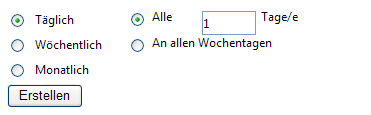 Täglich Alle 1 Tage/e
Wöchentlich An allen Wochentagen
Monatlich
Erstellen